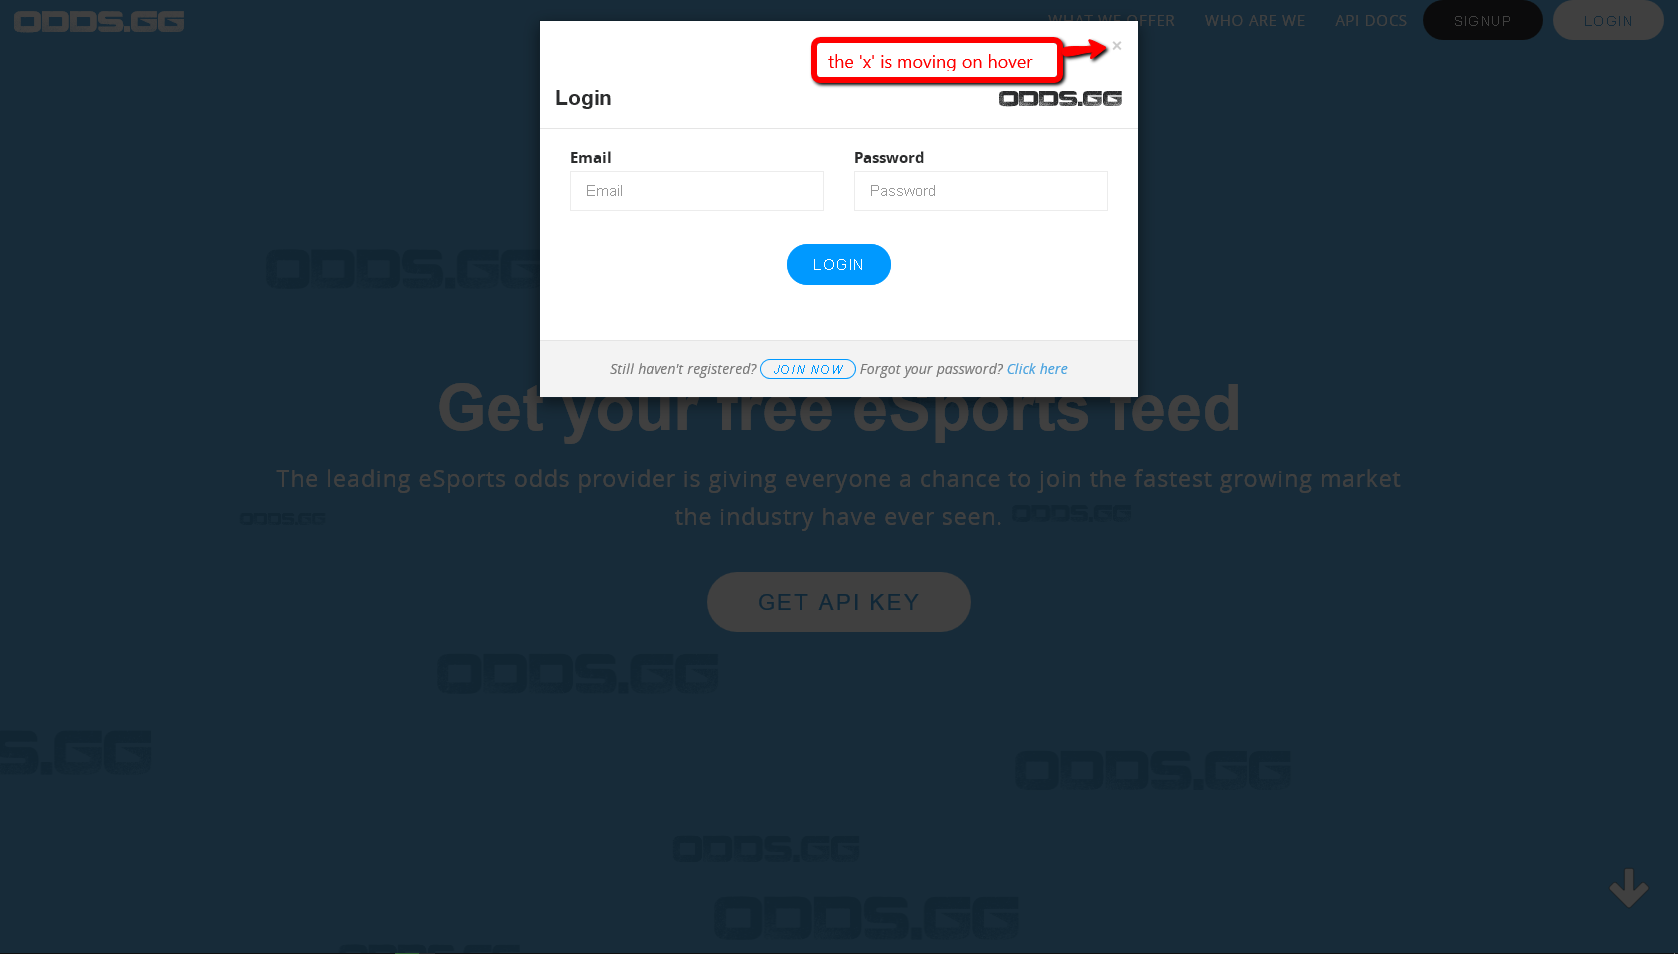 ODDS.GG
WHAT WE OFFER
WHO ARE WE
API DOCS
SIGNUP
LOGIN
×
the 'x' is moving on hover
Login
ODDS.GG
Email
Password
Email
Password
LOGIN
Still haven't registered? JOIN NOW Forgot your password? Click here
ODDS.GG
Get your free eSports feed
The leading eSports odds provider is giving everyone a chance to join the fastest growing market
the industry have ever seen.
ODDS.GG
ODDS.GG
GET API KEY
ODDS.GG
S.GG
ODDS.GG
ODDS.GG
ODDS.GG